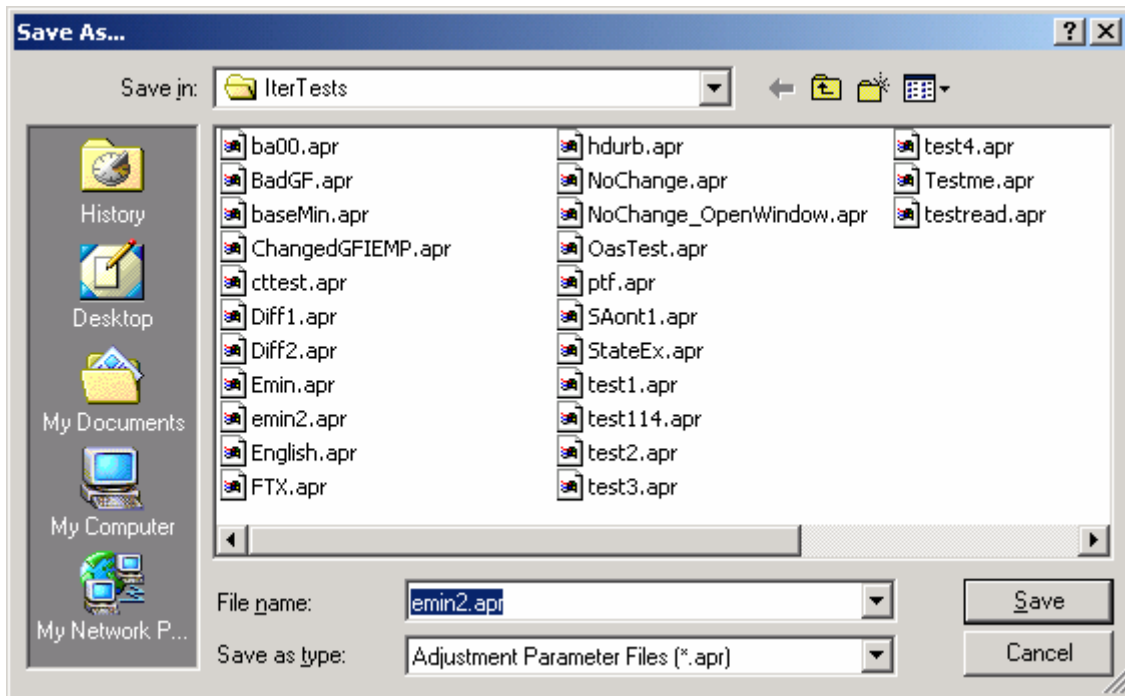 Save As...
?
Save in:
IterTests
History
Desktop
My Documents
My Computer
My Network P...
ba00.apr
BadGF.apr
baseMin.apr
ChangedGFIEMP.apr
cttest.apr
Diff1.apr
Diff2.apr
Emin.apr
emin2.apr
English.apr
FTX.apr
hdurb.apr
NoChange.apr
NoChange_OpenWindow.apr
OasTest.apr
ptf.apr
SAont1.apr
StateEx.apr
test1.apr
test114.apr
test2.apr
test3.apr
test4.apr
Testme.apr
testread.apr
File name:
emin2.apr
Save
Save as type:
Adjustment Parameter Files (*.apr)
Cancel